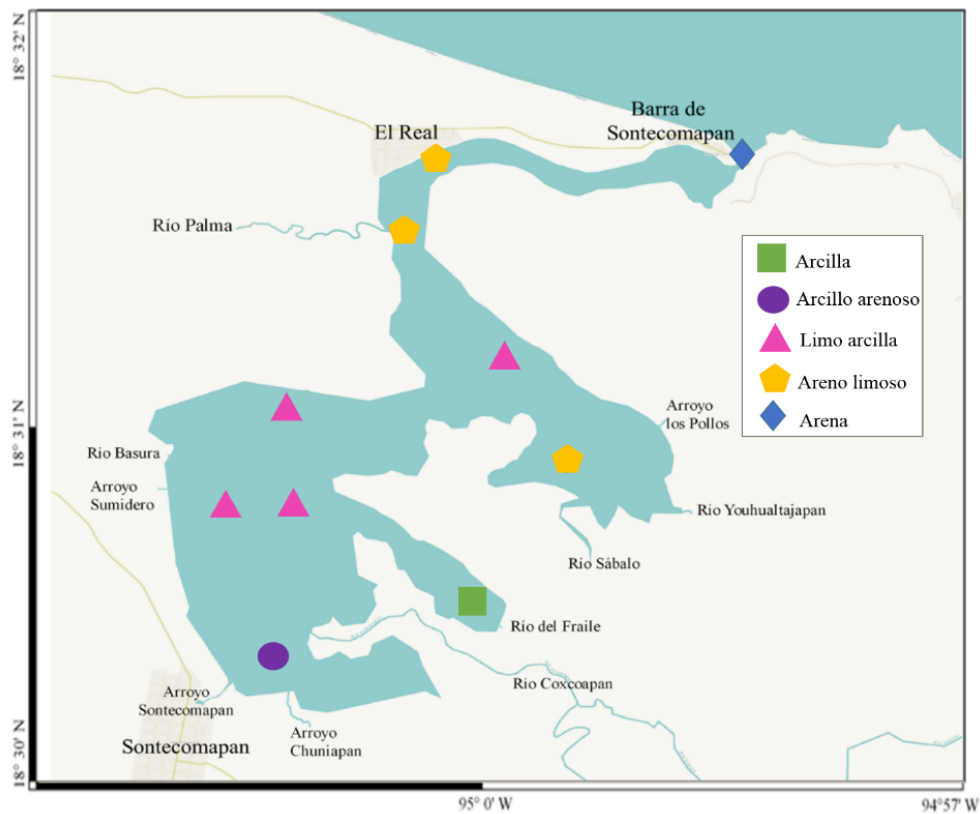 18° 32' N
Barra de
Sontecomapan
El Real
Río Palma
Arcilla
Arcillo arenoso
Limo arcilla
Areno limoso
Arena
Arroyo
los Pollos
18° 31' N
Río Basura
Arroyo
Sumidero
Río Youhualtajapan
Río Sábalo
Río del Fraile
Río Coxcoapan
Arroyo
Sontecomapan
Arroyo
Chuniapan
Sontecomapan
18° 30' N
95° 0' W
94° 57' W